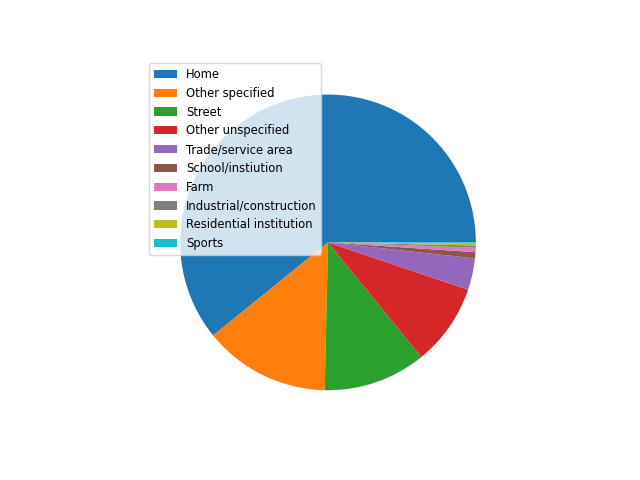 Home
Other specified
Street
Other unspecified
Trade/service area
School/instiution
Farm
Industrial/construction
Residential institution
Sports